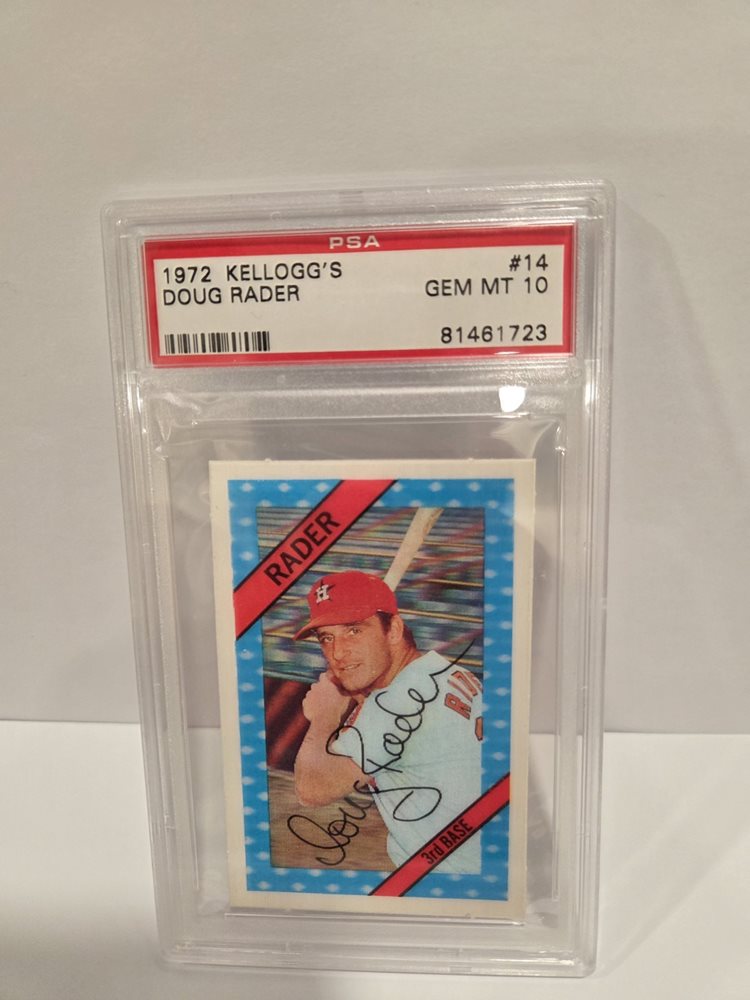 PSA
1972 KELLOGG'S #14
DOUG RADER GEM MT 10
81461723
RADER
H
Doug Rader
3rd BASE